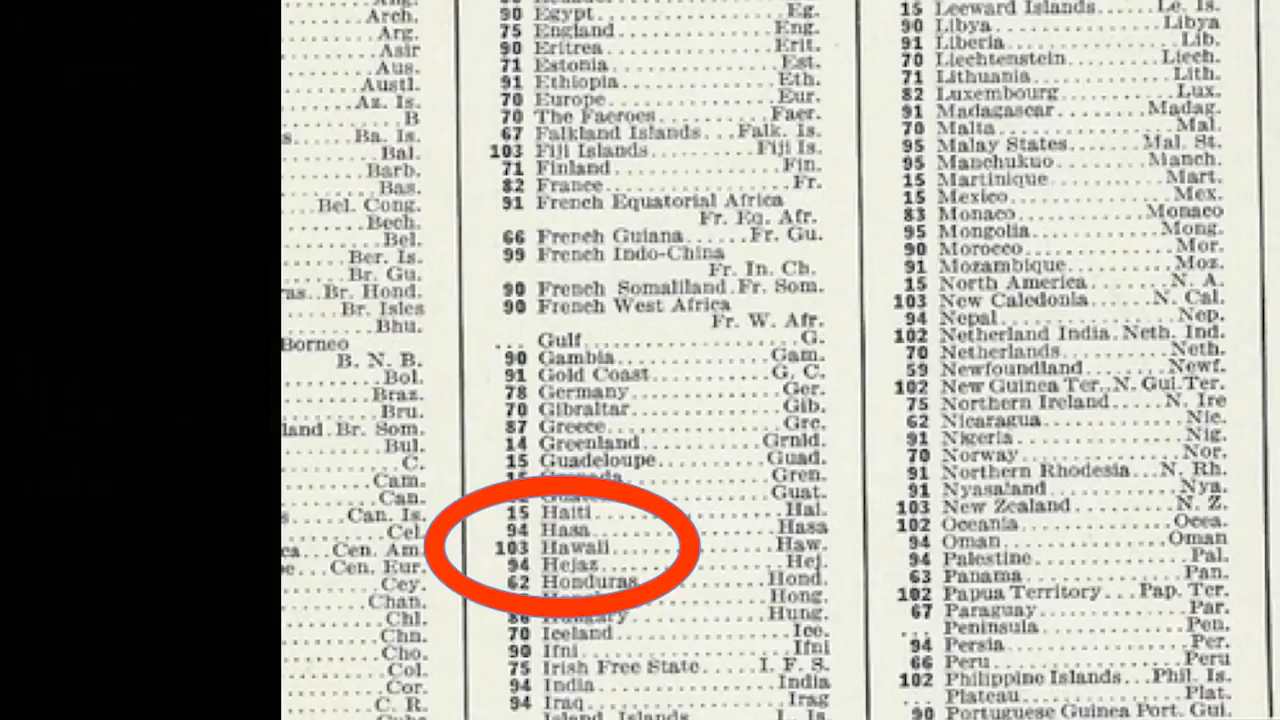 Arch.
Arg.
Asir
Aus.
Austl.
Az. Is.
B
s..... Ba. Is.
Bal.
Barb.
Bas.
Bel. Cong.
Bech.
Bel.
Ber. Is.
Br. Gu.
ras..Br. Hond.
Br. Isles
Bhu.
Borneo
B. N. B.
Bol.
Braz.
Bru.
land.Br. Som.
Bul.
C.
Cam.
Can.
s..... Can. Is.
Cel.
ca... Cen. Am.
e... Cen. Eur.
Cey.
Chan.
Chl.
Chn.
Cho.
Col.
Cor.
C. R.
90 Egypt Eg.
75 England Eng.
90 Eritrea Erit.
71 Estonia Est.
91 Ethiopia Eth.
70 Europe Eur.
70 The Faeroes Faer.
67 Falkland Islands...Falk. Is.
103 Fiji Islands Fiji Is.
71 Finland Fin.
82 France Fr.
91 French Equatorial Africa
Fr. Eq. Afr.
66 French Guiana......Fr. Gu.
99 French Indo-China
Fr. In. Ch.
90 French Somaliland.Fr. Som.
90 French West Africa
Fr. W. Afr.
... Gulf G.
90 Gambia Gam.
91 Gold Coast G. C.
78 Germany Ger.
70 Gibraltar Gib.
87 Greece Grc.
14 Greenland Grnld.
15 Guadeloupe Guad.
Gren.
Guat.
15 Haiti Hai.
94 Hasa Hasa
103 Hawaii Haw.
94 Hejaz Hej.
62 Honduras Hond.
Hong.
Hung.
70 Iceland Ice.
90 Ifni Ifni
75 Irish Free State......I. F. S.
94 India India
94 Iraq Iraq
Island, Islands I., Is.
15 Leeward Islands Le. Is.
90 Libya Libya
91 Liberia Lib.
70 Liechtenstein Liech.
71 Lithuania Lith.
82 Luxembourg Lux.
91 Madagascar Madag.
70 Malta Mal.
95 Malay States Mal. St.
95 Manchukuo Manch.
15 Martinique Mart.
15 Mexico Mex.
83 Monaco Monaco
95 Mongolia Mong.
90 Morocco Mor.
91 Mozambique Moz.
15 North America N. A.
103 New Caledonia N. Cal.
94 Nepal Nep.
102 Netherland India.Neth. Ind.
70 Netherlands Neth.
59 Newfoundland Newf.
102 New Guinea Ter..N. Gui.Ter.
75 Northern Ireland N. Ire
62 Nicaragua Nic.
91 Nigeria Nig.
70 Norway Nor.
91 Northern Rhodesia...N. Rh.
91 Nyasaland Nya.
103 New Zealand N. Z.
102 Oceania Ocea.
94 Oman Oman
94 Palestine Pal.
63 Panama Pan.
102 Papua Territory...Pap. Ter.
67 Paraguay Par.
... Peninsula Pen.
94 Persia Per.
66 Peru Peru
102 Philippine Islands...Phil. Is.
... Plateau Plat.
90 Portuguese Guinea Port. Gui.